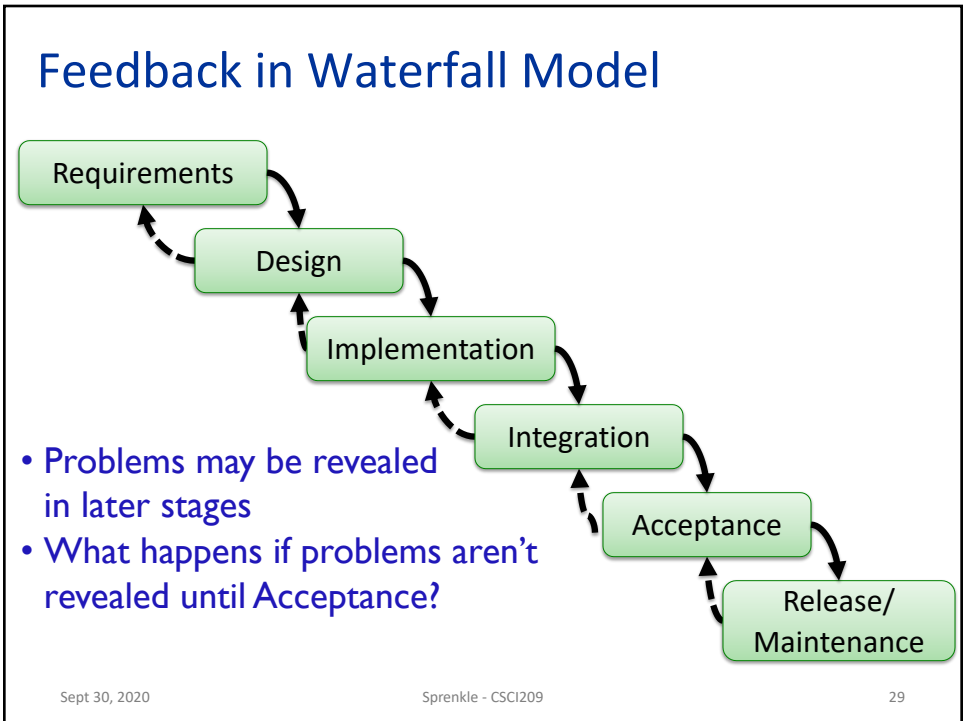 Feedback in Waterfall Model
Requirements
Design
Implementation
Integration
Acceptance
Release/
Maintenance
• Problems may be revealed
in later stages
• What happens if problems aren’t
revealed until Acceptance?
Sept 30, 2020
Sprenkle - CSCI209
29